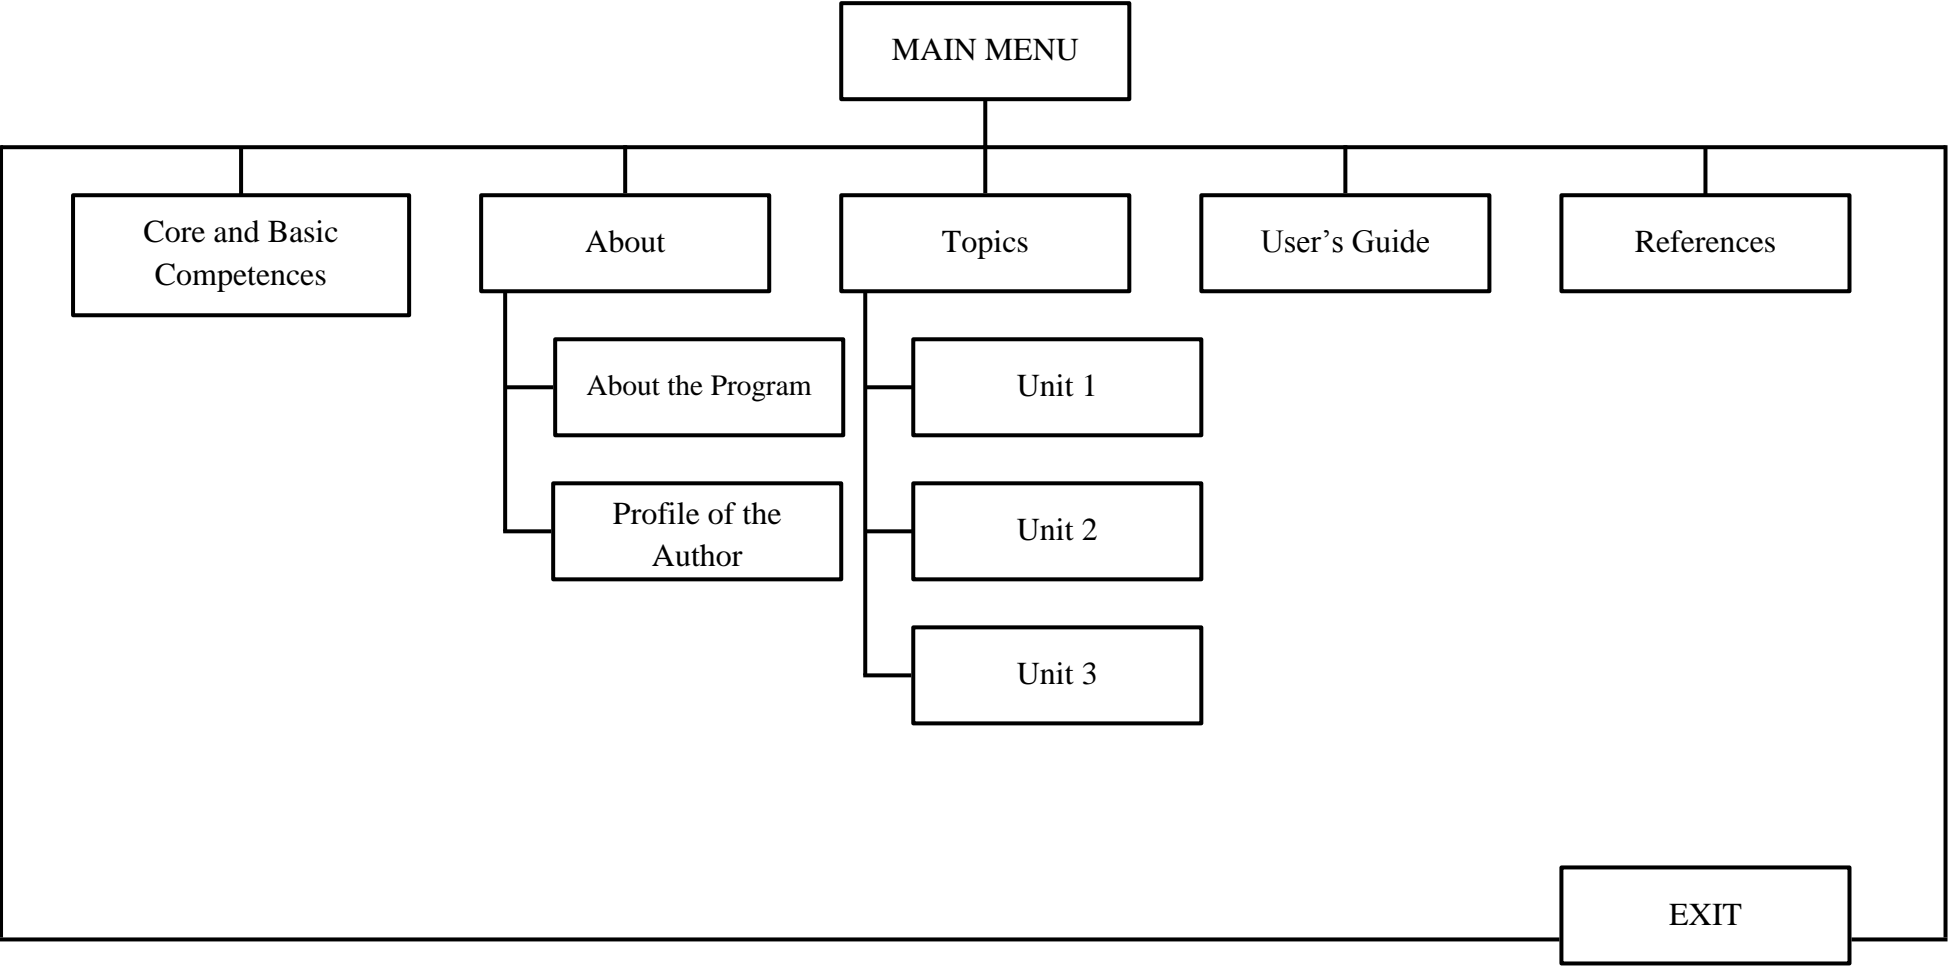 MAIN MENU
Core and Basic
Competences
About
Topics
User’s Guide
References
About the Program
Unit 1
Profile of the
Author
Unit 2
Unit 3
EXIT